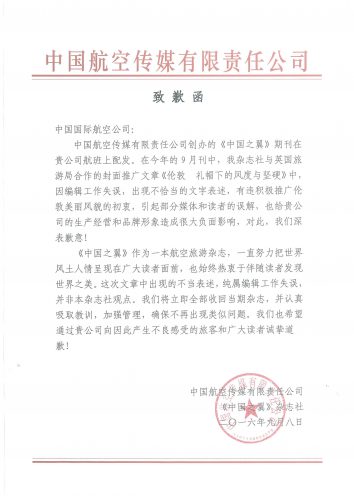 中国航空传媒有限责任公司
致歉函
中国国际航空公司：
中国航空传媒有限责任公司创办的《中国之翼》期刊在
贵公司航班上配发。在今年的9月刊中，我杂志社与英国旅
游局合作的封面推广文章《伦敦 礼帽下的风度与坚硬》中，
因编辑工作失误，出现不恰当的文字表述，有违积极推广伦
敦美丽风貌的初衷，引起部分媒体和读者的误解，也给贵公
司的生产经营和品牌形象造成很大负面影响，对此，我们深
表歉意！
《中国之翼》作为一本航空旅游杂志，一直努力把世界
风土人情呈现在广大读者面前，也始终热衷于伴随读者发现
世界之美。这次文章中出现的不当表述，纯属编辑工作失误，
并非本杂志社观点。我们将立即全部收回当期杂志，并认真
吸取教训，加强管理，确保不再出现类似问题。我们也希望
通过贵公司向因此产生不良感受的旅客和广大读者诚挚道
歉！
中国航空传媒有限责任公司
《中国之翼》杂志社
二〇一六年九月八日